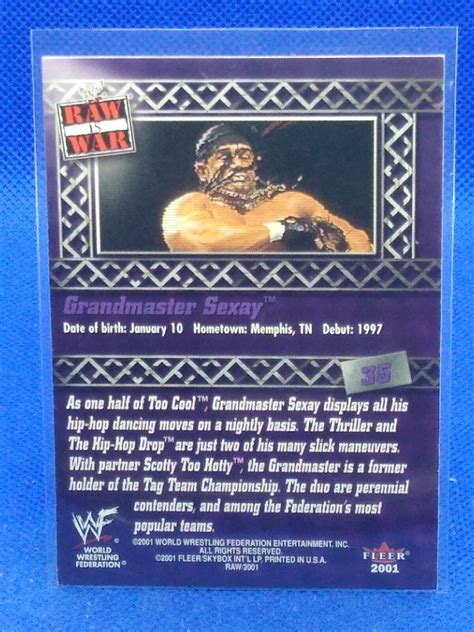 RAW
IS
WAR
Grandmaster Sexay™
Date of birth: January 10 Hometown: Memphis, TN Debut: 1997
35
As one half of Too Cool™, Grandmaster Sexay displays all his
hip-hop dancing moves on a nightly basis. The Thriller and
The Hip-Hop Drop™ are just two of his many slick maneuvers.
With partner Scotty Too Hotty™, the Grandmaster is a former
holder of the Tag Team Championship. The duo are perennial
contenders, and among the Federation's most
popular teams.
WORLD
WRESTLING
FEDERATION®
©2001 WORLD WRESTLING FEDERATION ENTERTAINMENT, INC.
ALL RIGHTS RESERVED.
©2001 FLEER/SKYBOX INT'L LP, PRINTED IN U.S.A.
RAW/2001
FLEER
2001